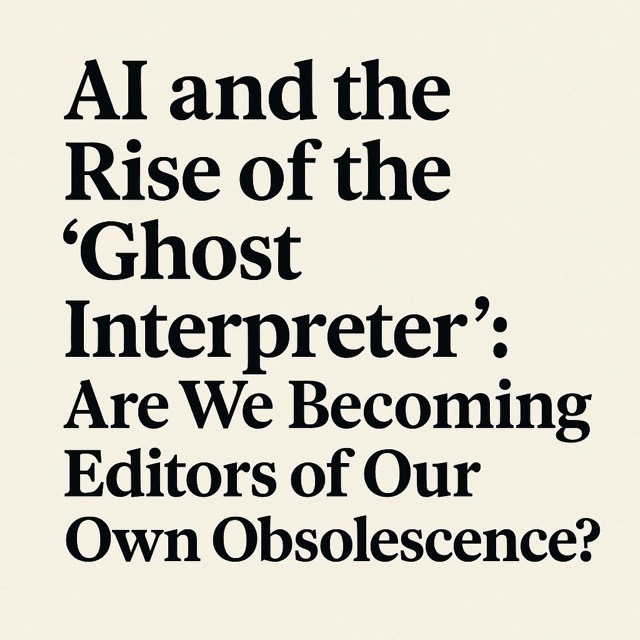 AI and the
Rise of the
‘Ghost
Interpreter’:
Are We Becoming
Editors of Our
Own Obsolescence?